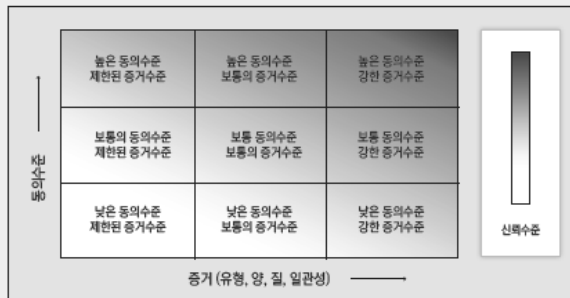 높은 동의수준
제한된 증거수준
높은 동의수준
보통의 증거수준
높은 동의수준
강한 증거수준
보통의 동의수준
제한된 증거수준
보통 동의수준
보통의 증거수준
보통 동의수준
강한 증거수준
낮은 동의수준
제한된 증거수준
낮은 동의수준
보통의 증거수준
낮은 동의수준
강한 증거수준
동의수준
증거 (유형, 양, 질, 일관성)
신뢰수준